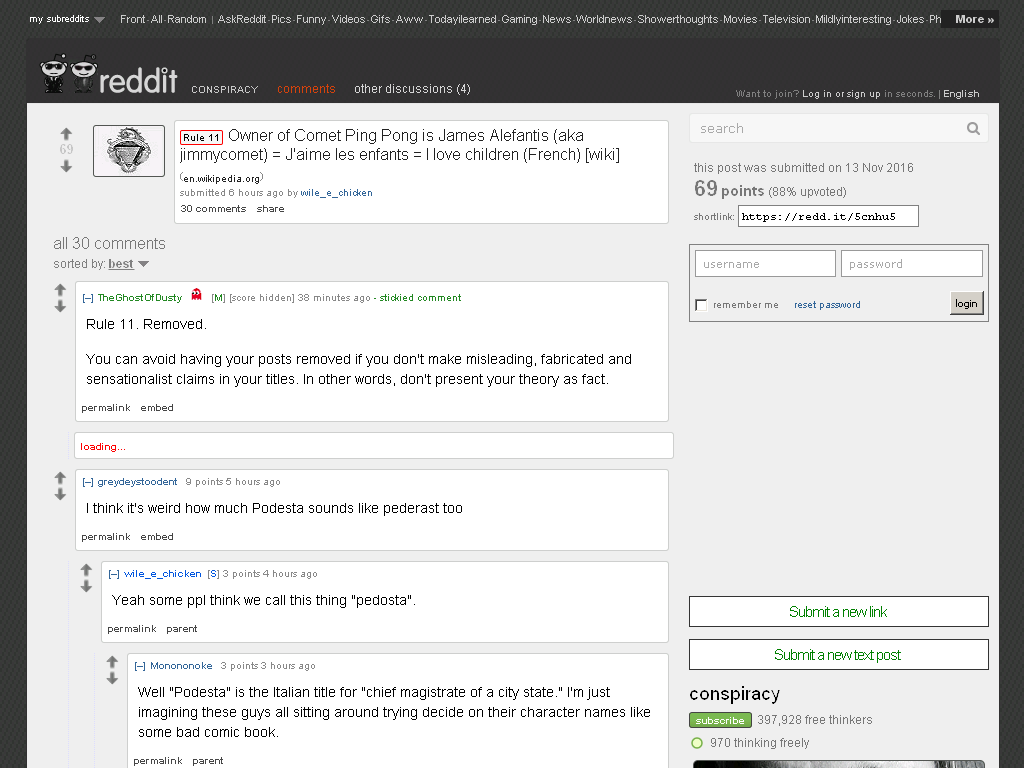 my subreddits Front · All · Random | AskReddit · Pics · Funny · Videos · Gifs · Aww · Todayilearned · Gaming · News · Worldnews · Showerthoughts · Movies · Television · Mildlyinteresting · Jokes · Ph More »
reddit CONSPIRACY comments other discussions (4)
Want to join? Log in or sign up in seconds. | English
69
Rule 11 Owner of Comet Ping Pong is James Alefantis (aka
jimmycomet) = J'aime les enfants = I love children (French) [wiki]
(en.wikipedia.org)
submitted 6 hours ago by wile_e_chicken
30 comments share
all 30 comments
sorted by: best
[–] TheGhostOfDusty [M] [score hidden] 38 minutes ago - stickied comment
Rule 11. Removed.
You can avoid having your posts removed if you don't make misleading, fabricated and
sensationalist claims in your titles. In other words, don't present your theory as fact.
permalink embed
loading...
[–] greydeystoodent 9 points 5 hours ago
I think it's weird how much Podesta sounds like pederast too
permalink embed
[–] wile_e_chicken [S] 3 points 4 hours ago
Yeah some ppl think we call this thing "pedosta".
permalink parent
[–] Monononoke 3 points 3 hours ago
Well "Podesta" is the Italian title for "chief magistrate of a city state." I'm just
imagining these guys all sitting around trying decide on their character names like
some bad comic book.
permalink parent
search
this post was submitted on 13 Nov 2016
69 points (88% upvoted)
shortlink: https://redd.it/5cnhu5
username password
remember me reset password login
Submit a new link
Submit a new text post
conspiracy
subscribe 397,928 free thinkers
970 thinking freely